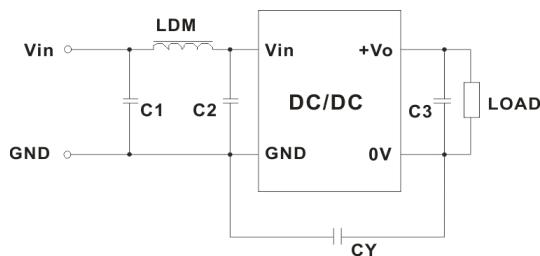 LDM
Vin
Vin
+Vo
DC/DC
C1
C2
C3
LOAD
GND
GND
0V
CY